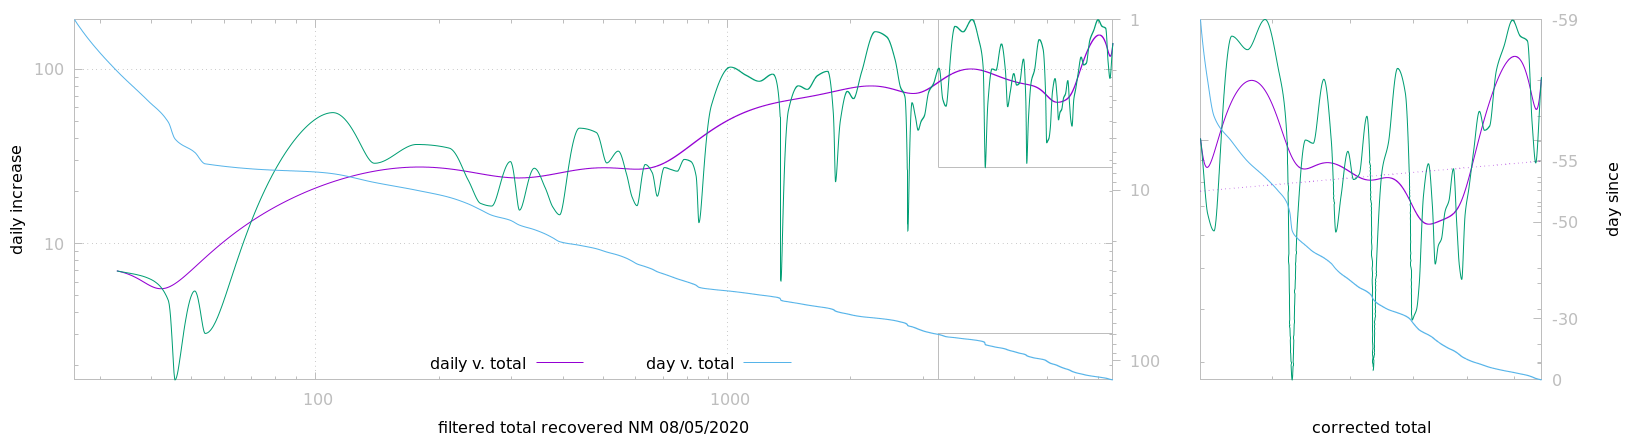 daily increase
100
10
100
1000
filtered total recovered NM 08/05/2020
daily v. total
day v. total
1
10
100
-59
-55
-50
-30
0
day since
corrected total